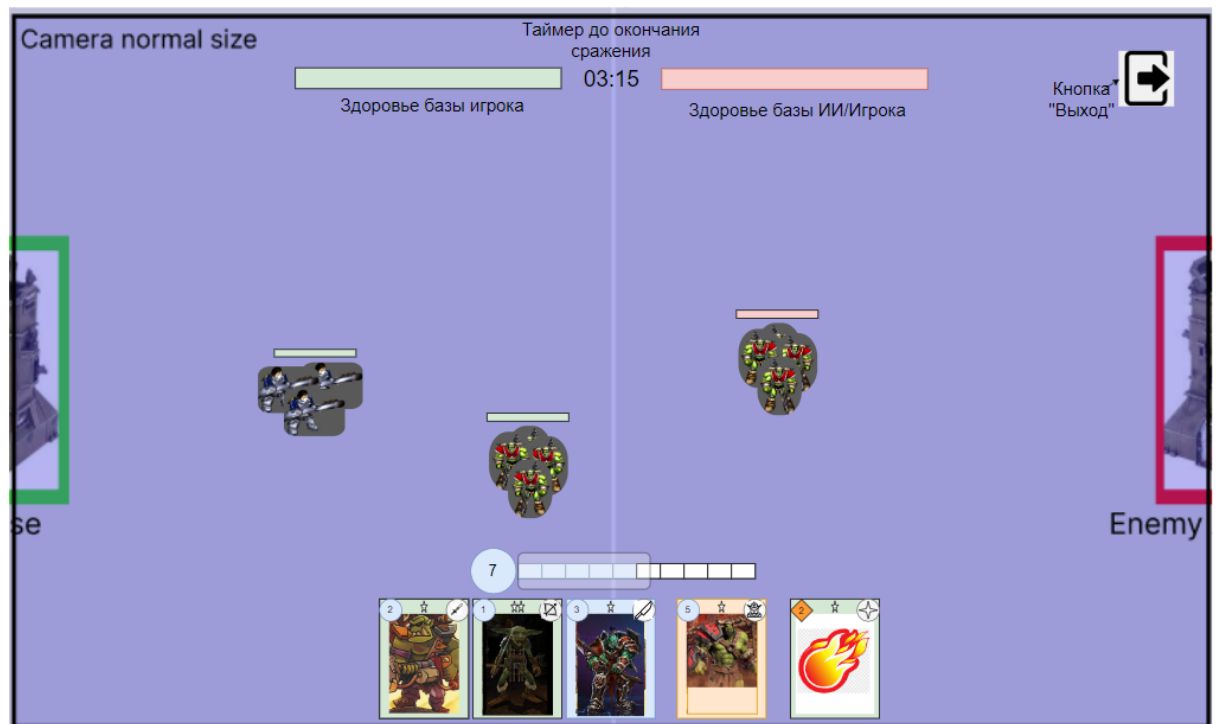 Camera normal size
Таймер до окончания
сражения
03:15
Здоровье базы игрока
Здоровье базы ИИ/Игрока
Кнопка
"Выход"
se
Enemy
7
2
1
3
5
2